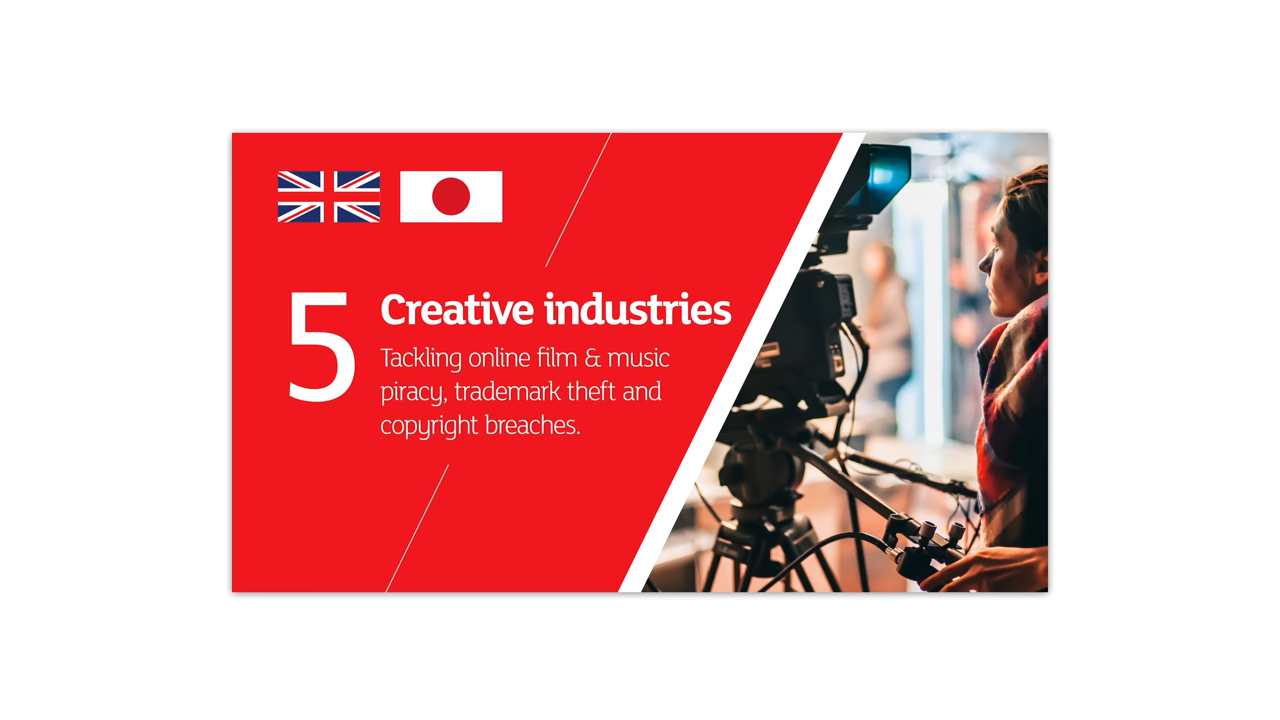 5
Creative industries
Tackling online film & music
piracy, trademark theft and
copyright breaches.